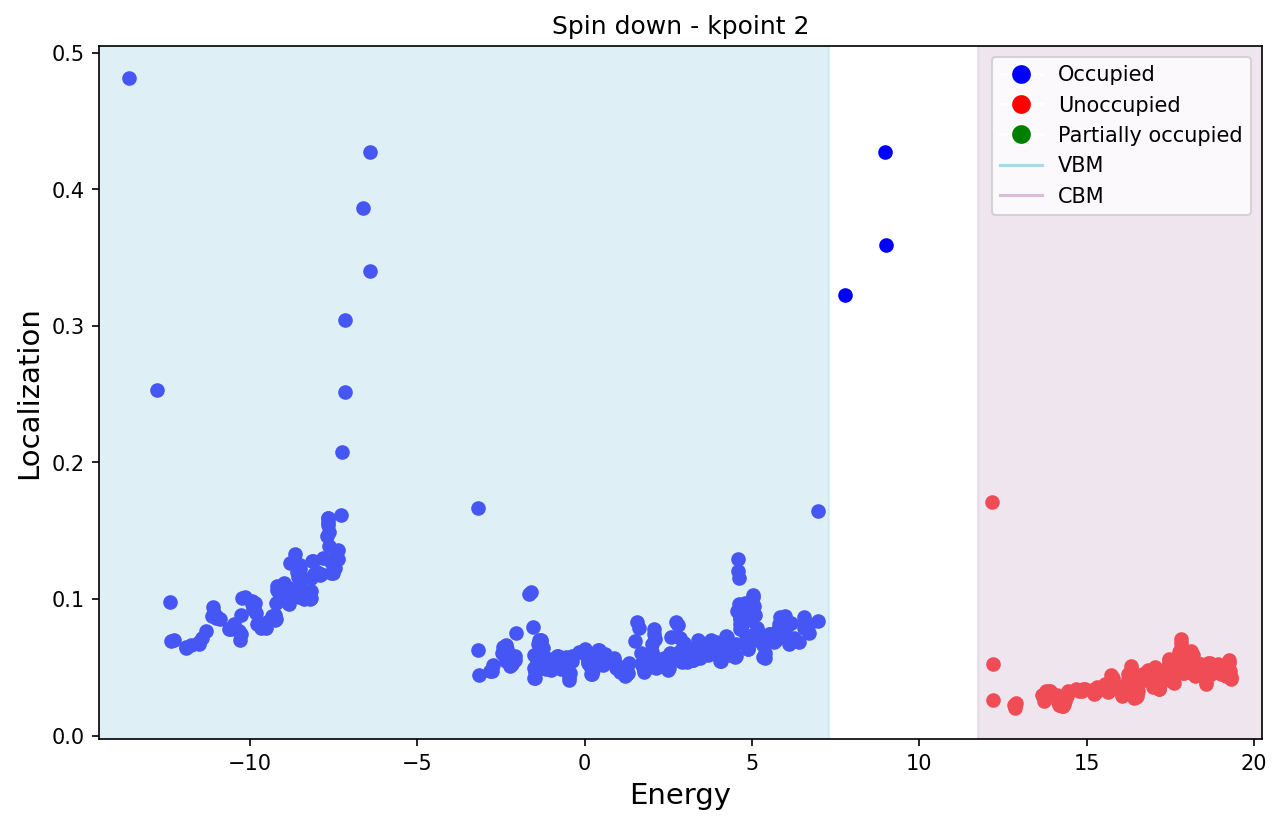 Spin down - kpoint 2
Localization
0.5
0.4
0.3
0.2
0.1
0.0
Occupied
Unoccupied
Partially occupied
VBM
CBM
−10
−5
0
5
10
15
20
Energy